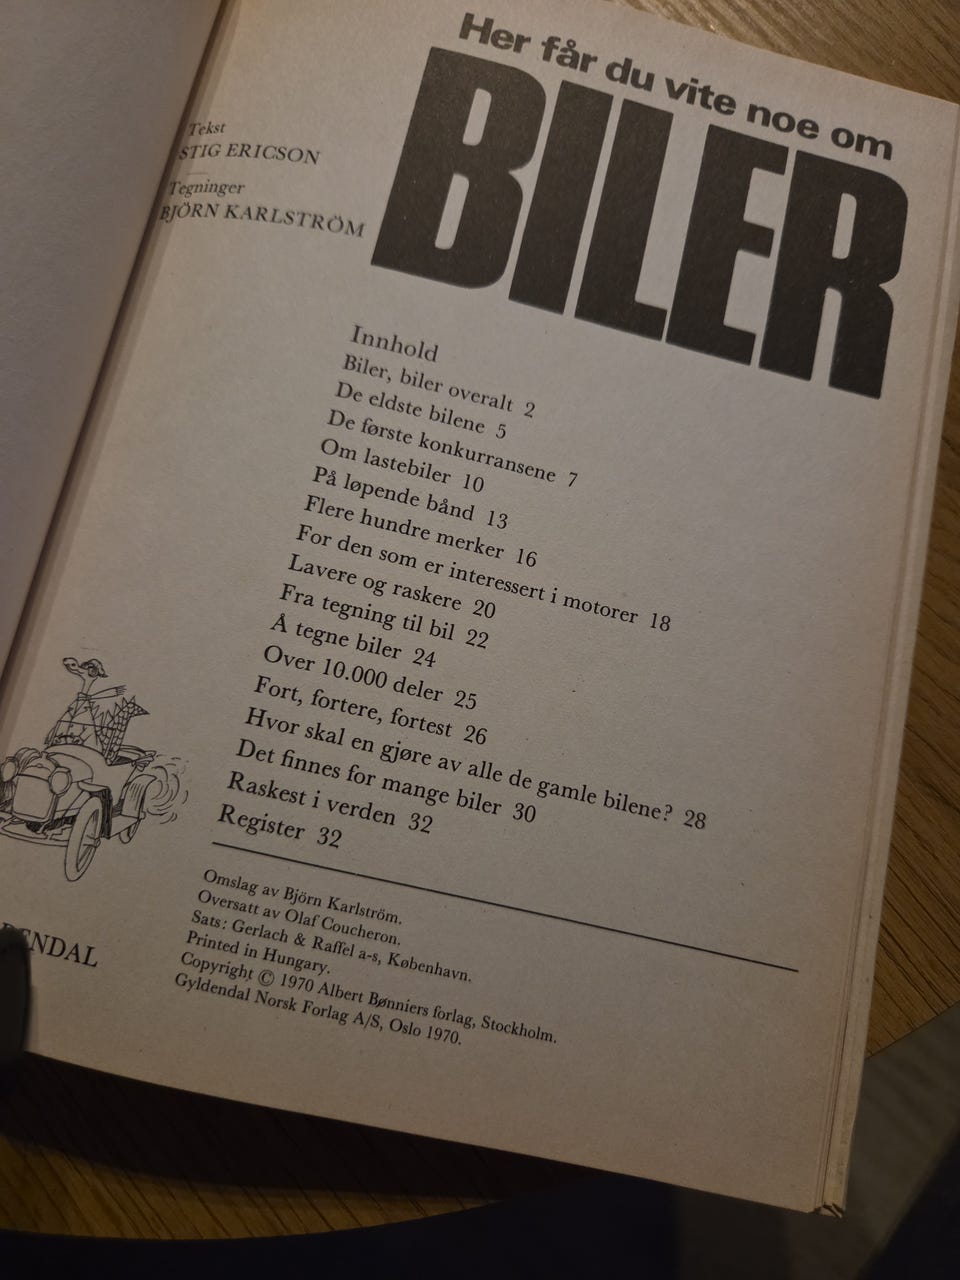 Her får du vite noe om
BILER
Tekst
STIG ERICSON
Tegninger
BJÖRN KARLSTRÖM
Innhold
Biler, biler overalt 2
De eldste bilene 5
De første konkurransene 7
Om lastebiler 10
På løpende bånd 13
Flere hundre merker 16
For den som er interessert i motorer 18
Lavere og raskere 20
Fra tegning til bil 22
Å tegne biler 24
Over 10.000 deler 25
Fort, fortere, fortest 26
Hvor skal en gjøre av alle de gamle bilene? 28
Det finnes for mange biler 30
Raskest i verden 32
Register 32
Omslag av Björn Karlström.
Oversatt av Olaf Coucheron.
Sats: Gerlach & Raffel a-s, København.
Printed in Hungary.
Copyright © 1970 Albert Bønniers forlag, Stockholm.
Gyldendal Norsk Forlag A/S, Oslo 1970.
DENDAL